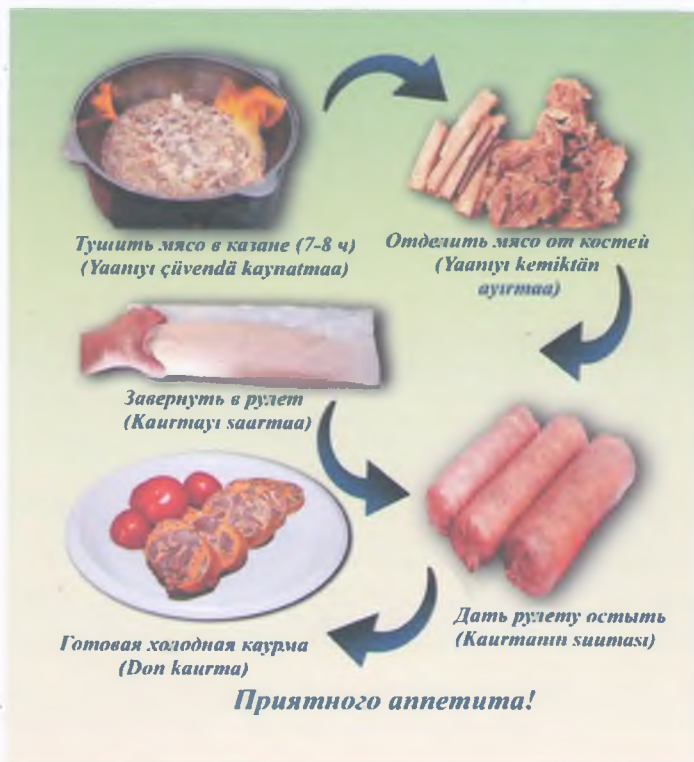 Тушить мясо в казане (7-8 ч)
(Yaamyı çüvendä kaynatmaa)
Отделить мясо от костей
(Yaamyı kemiktän
ayırmaa)
Завернуть в рулет
(Kaurmayı saarmaa)
Дать рулету остыть
(Kaurmanın suuması)
Готовая холодная каурма
(Don kaurma)
Приятного аппетита!